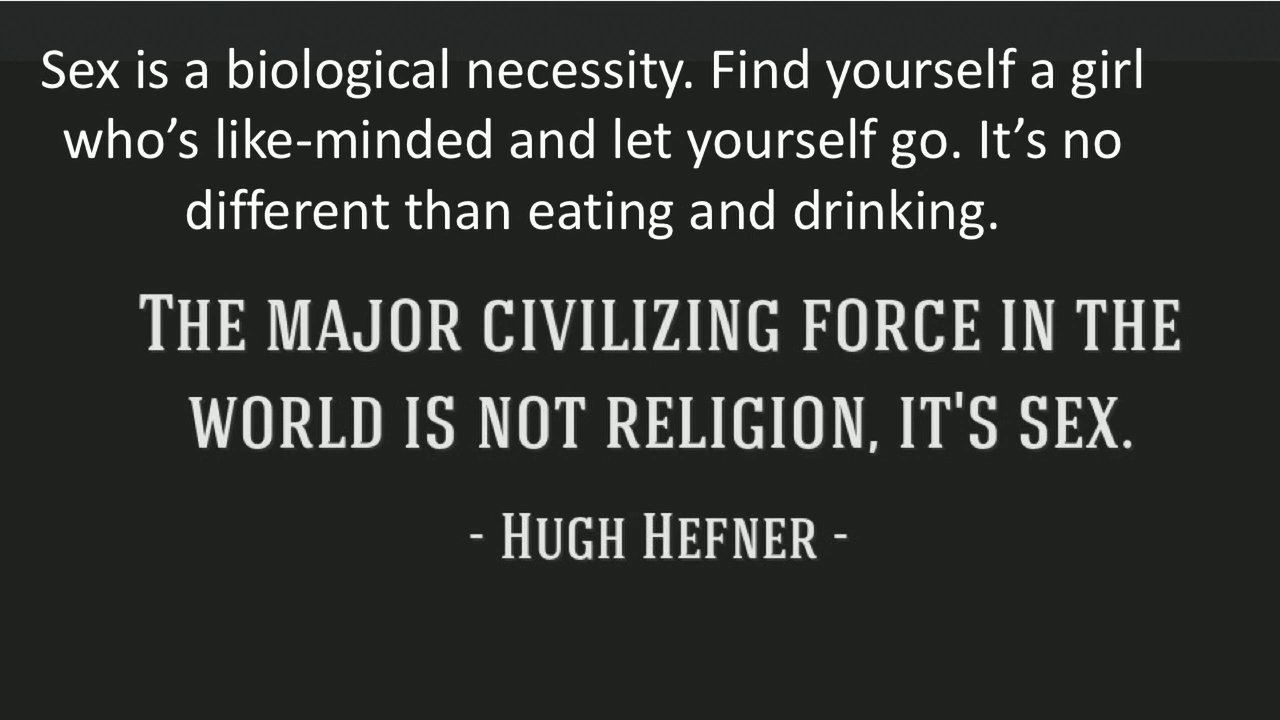 Sex is a biological necessity. Find yourself a girl
who’s like-minded and let yourself go. It’s no
different than eating and drinking.
THE MAJOR CIVILIZING FORCE IN THE
WORLD IS NOT RELIGION, IT'S SEX.
- HUGH HEFNER -